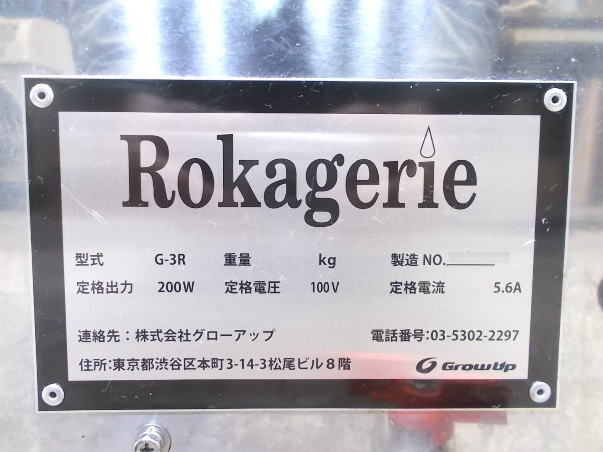 Rokagerie
型式 G-3R 重量 kg 製造 NO.
定格出力 200W 定格電圧 100V 定格電流 5.6A
連絡先：株式会社グローアップ 電話番号:03-5302-2297
住所:東京都渋谷区本町3-14-3松尾ビル８階 GrowUp